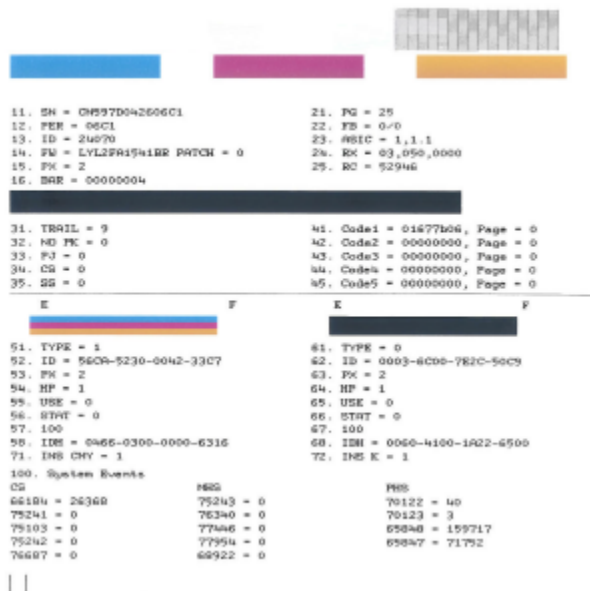 11. SN = CN597D042606C1
12. PER = 06C1
13. ID = 24070
14. FW = LYL2FA1541BR PATCH = 0
15. PX = 2
16. BAR = 00000004
21. PG = 25
22. FB = 0/0
23. ASIC = 1,1.1
24. RX = 03,050,0000
25. RC = 52946
31. TRAIL = 9
32. NO PK = 0
33. PJ = 0
34. CS = 0
35. SS = 0
41. Code1 = 01677b06, Page = 0
42. Code2 = 00000000, Page = 0
43. Code3 = 00000000, Page = 0
44. Code4 = 00000000, Page = 0
45. Code5 = 00000000, Page = 0
E F
E F
51. TYPE = 1
52. ID = 56CA-5230-0042-33C7
53. PX = 2
54. HP = 1
55. USE = 0
56. STAT = 0
57. 100
58. IDH = 0466-0300-0000-6316
71. INS CMY = 1
61. TYPE = 0
62. ID = 0003-6C00-7E2C-50C9
63. PX = 2
64. HP = 1
65. USE = 0
66. STAT = 0
67. 100
68. IDH = 0060-4100-1A22-6500
72. INS K = 1
100. System Events
CS
66184 = 26368
75241 = 0
75103 = 0
75242 = 0
76687 = 0
MRS
75243 = 0
76340 = 0
77446 = 0
77954 = 0
68922 = 0
PHS
70122 = 40
70123 = 3
65848 = 159717
65847 = 71752